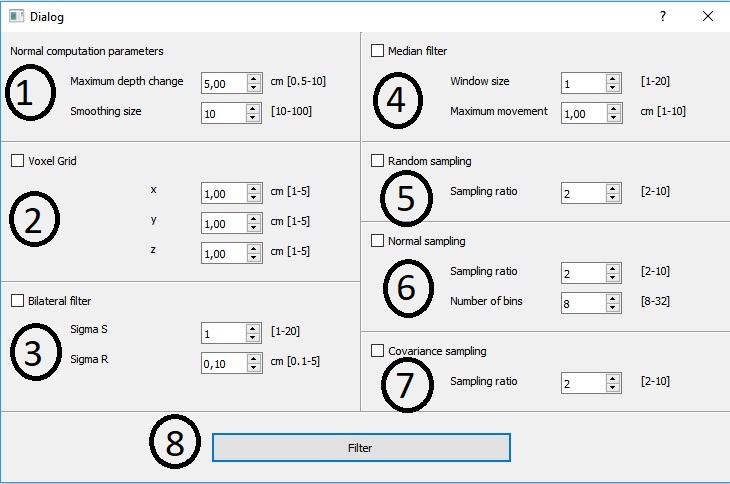 Dialog ? ×
Normal computation parameters
1
Maximum depth change 5,00 cm [0.5-10]
Smoothing size 10 [10-100]
Voxel Grid
2
x 1,00 cm [1-5]
y 1,00 cm [1-5]
z 1,00 cm [1-5]
Bilateral filter
3
Sigma S 1 [1-20]
Sigma R 0,10 cm [0.1-5]
Median filter
4
Window size 1 [1-20]
Maximum movement 1,00 cm [1-10]
Random sampling
5
Sampling ratio 2 [2-10]
Normal sampling
6
Sampling ratio 2 [2-10]
Number of bins 8 [8-32]
Covariance sampling
7
Sampling ratio 2 [2-10]
8
Filter